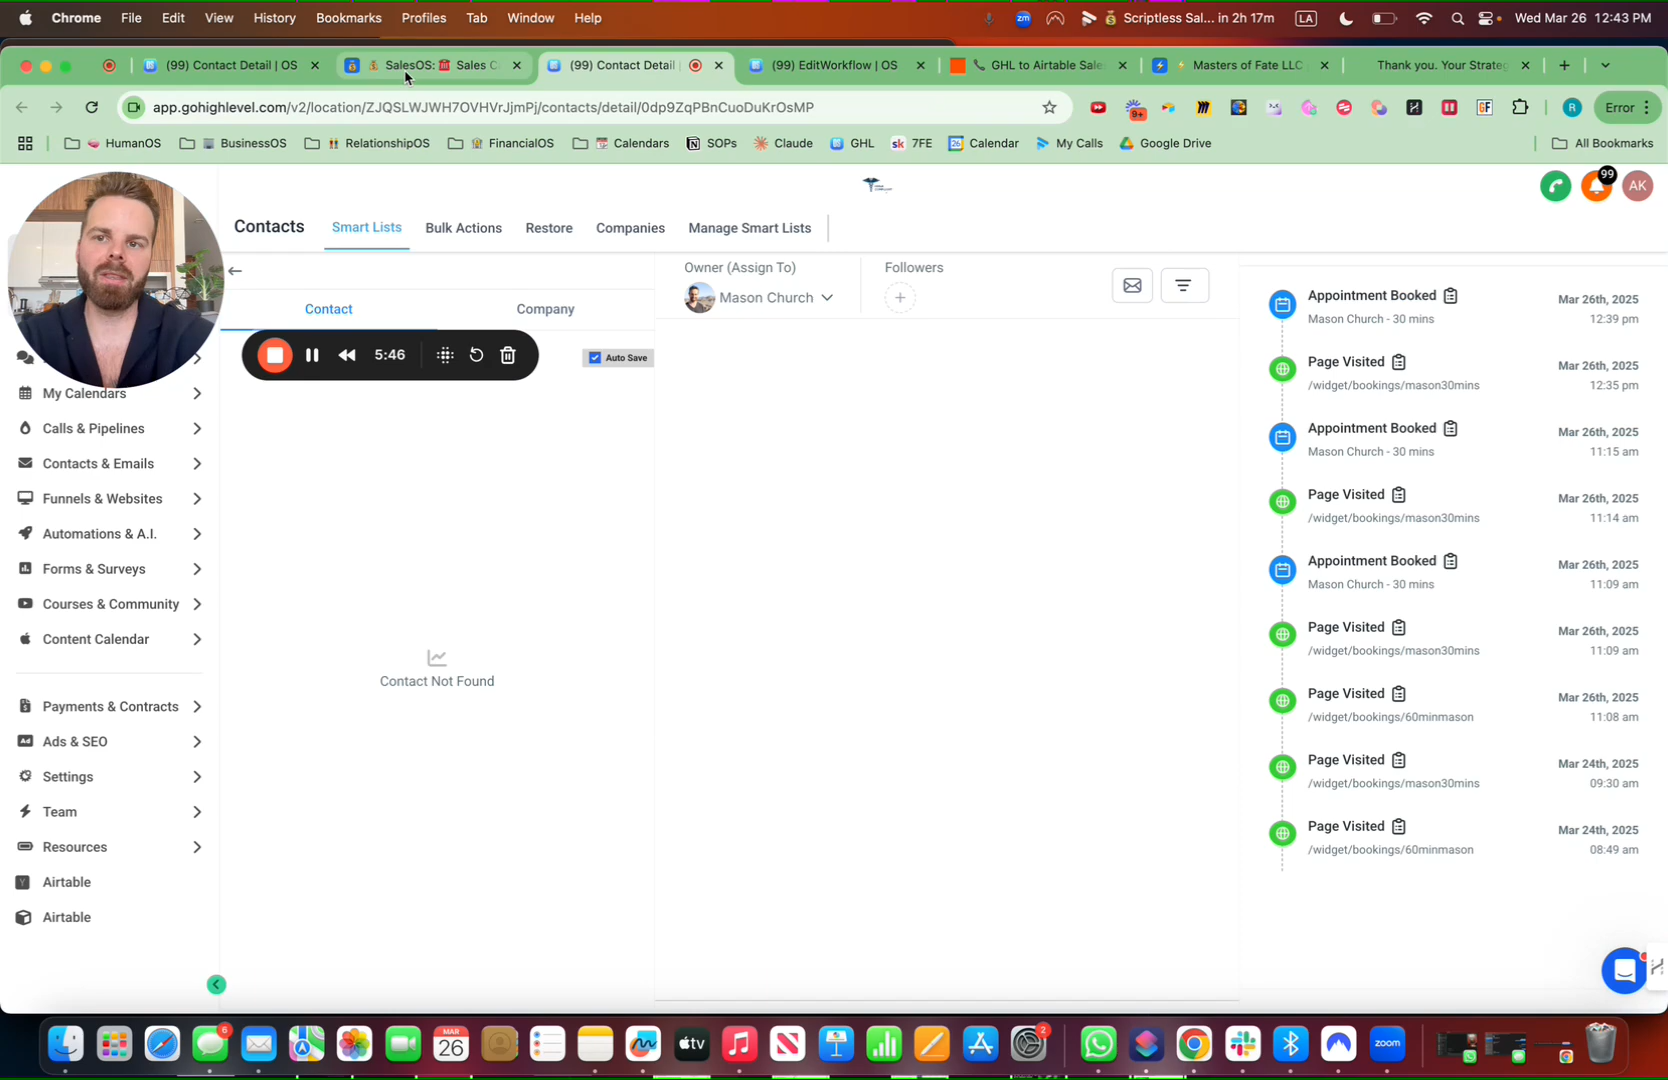 Chrome File Edit View History Bookmarks Profiles Tab Window Help
zm Scriptless Sal... in 2h 17m LA Wed Mar 26 12:43 PM
(99) Contact Detail | OS
SalesOS: Sales C
(99) Contact Detail
(99) EditWorkflow | OS
GHL to Airtable Sale
Masters of Fate LLC
Thank you. Your Strate
app.gohighlevel.com/v2/location/ZJQSLWJWH7OVHVrJjmPj/contacts/detail/0dp9ZqPBnCuoDuKrOsMP
9+
GF
R
Error
HumanOS BusinessOS RelationshipOS FinancialOS Calendars SOPs Claude GHL sk 7FE 26 Calendar My Calls Google Drive All Bookmarks
99
AK
Contacts Smart Lists Bulk Actions Restore Companies Manage Smart Lists
Contact Company
5:46
Auto Save
Contact Not Found
Owner (Assign To)
Mason Church
Followers
My Calendars
Calls & Pipelines
Contacts & Emails
Funnels & Websites
Automations & A.I.
Forms & Surveys
Courses & Community
Content Calendar
Payments & Contracts
Ads & SEO
Settings
Team
Resources
Airtable
Airtable
Appointment Booked Mar 26th, 2025
Mason Church - 30 mins 12:39 pm
Page Visited Mar 26th, 2025
/widget/bookings/mason30mins 12:35 pm
Appointment Booked Mar 26th, 2025
Mason Church - 30 mins 11:15 am
Page Visited Mar 26th, 2025
/widget/bookings/mason30mins 11:14 am
Appointment Booked Mar 26th, 2025
Mason Church - 30 mins 11:09 am
Page Visited Mar 26th, 2025
/widget/bookings/mason30mins 11:09 am
Page Visited Mar 26th, 2025
/widget/bookings/60minmason 11:08 am
Page Visited Mar 24th, 2025
/widget/bookings/mason30mins 09:30 am
Page Visited Mar 24th, 2025
/widget/bookings/60minmason 08:49 am
6
MAR
26
tv
2
zoom